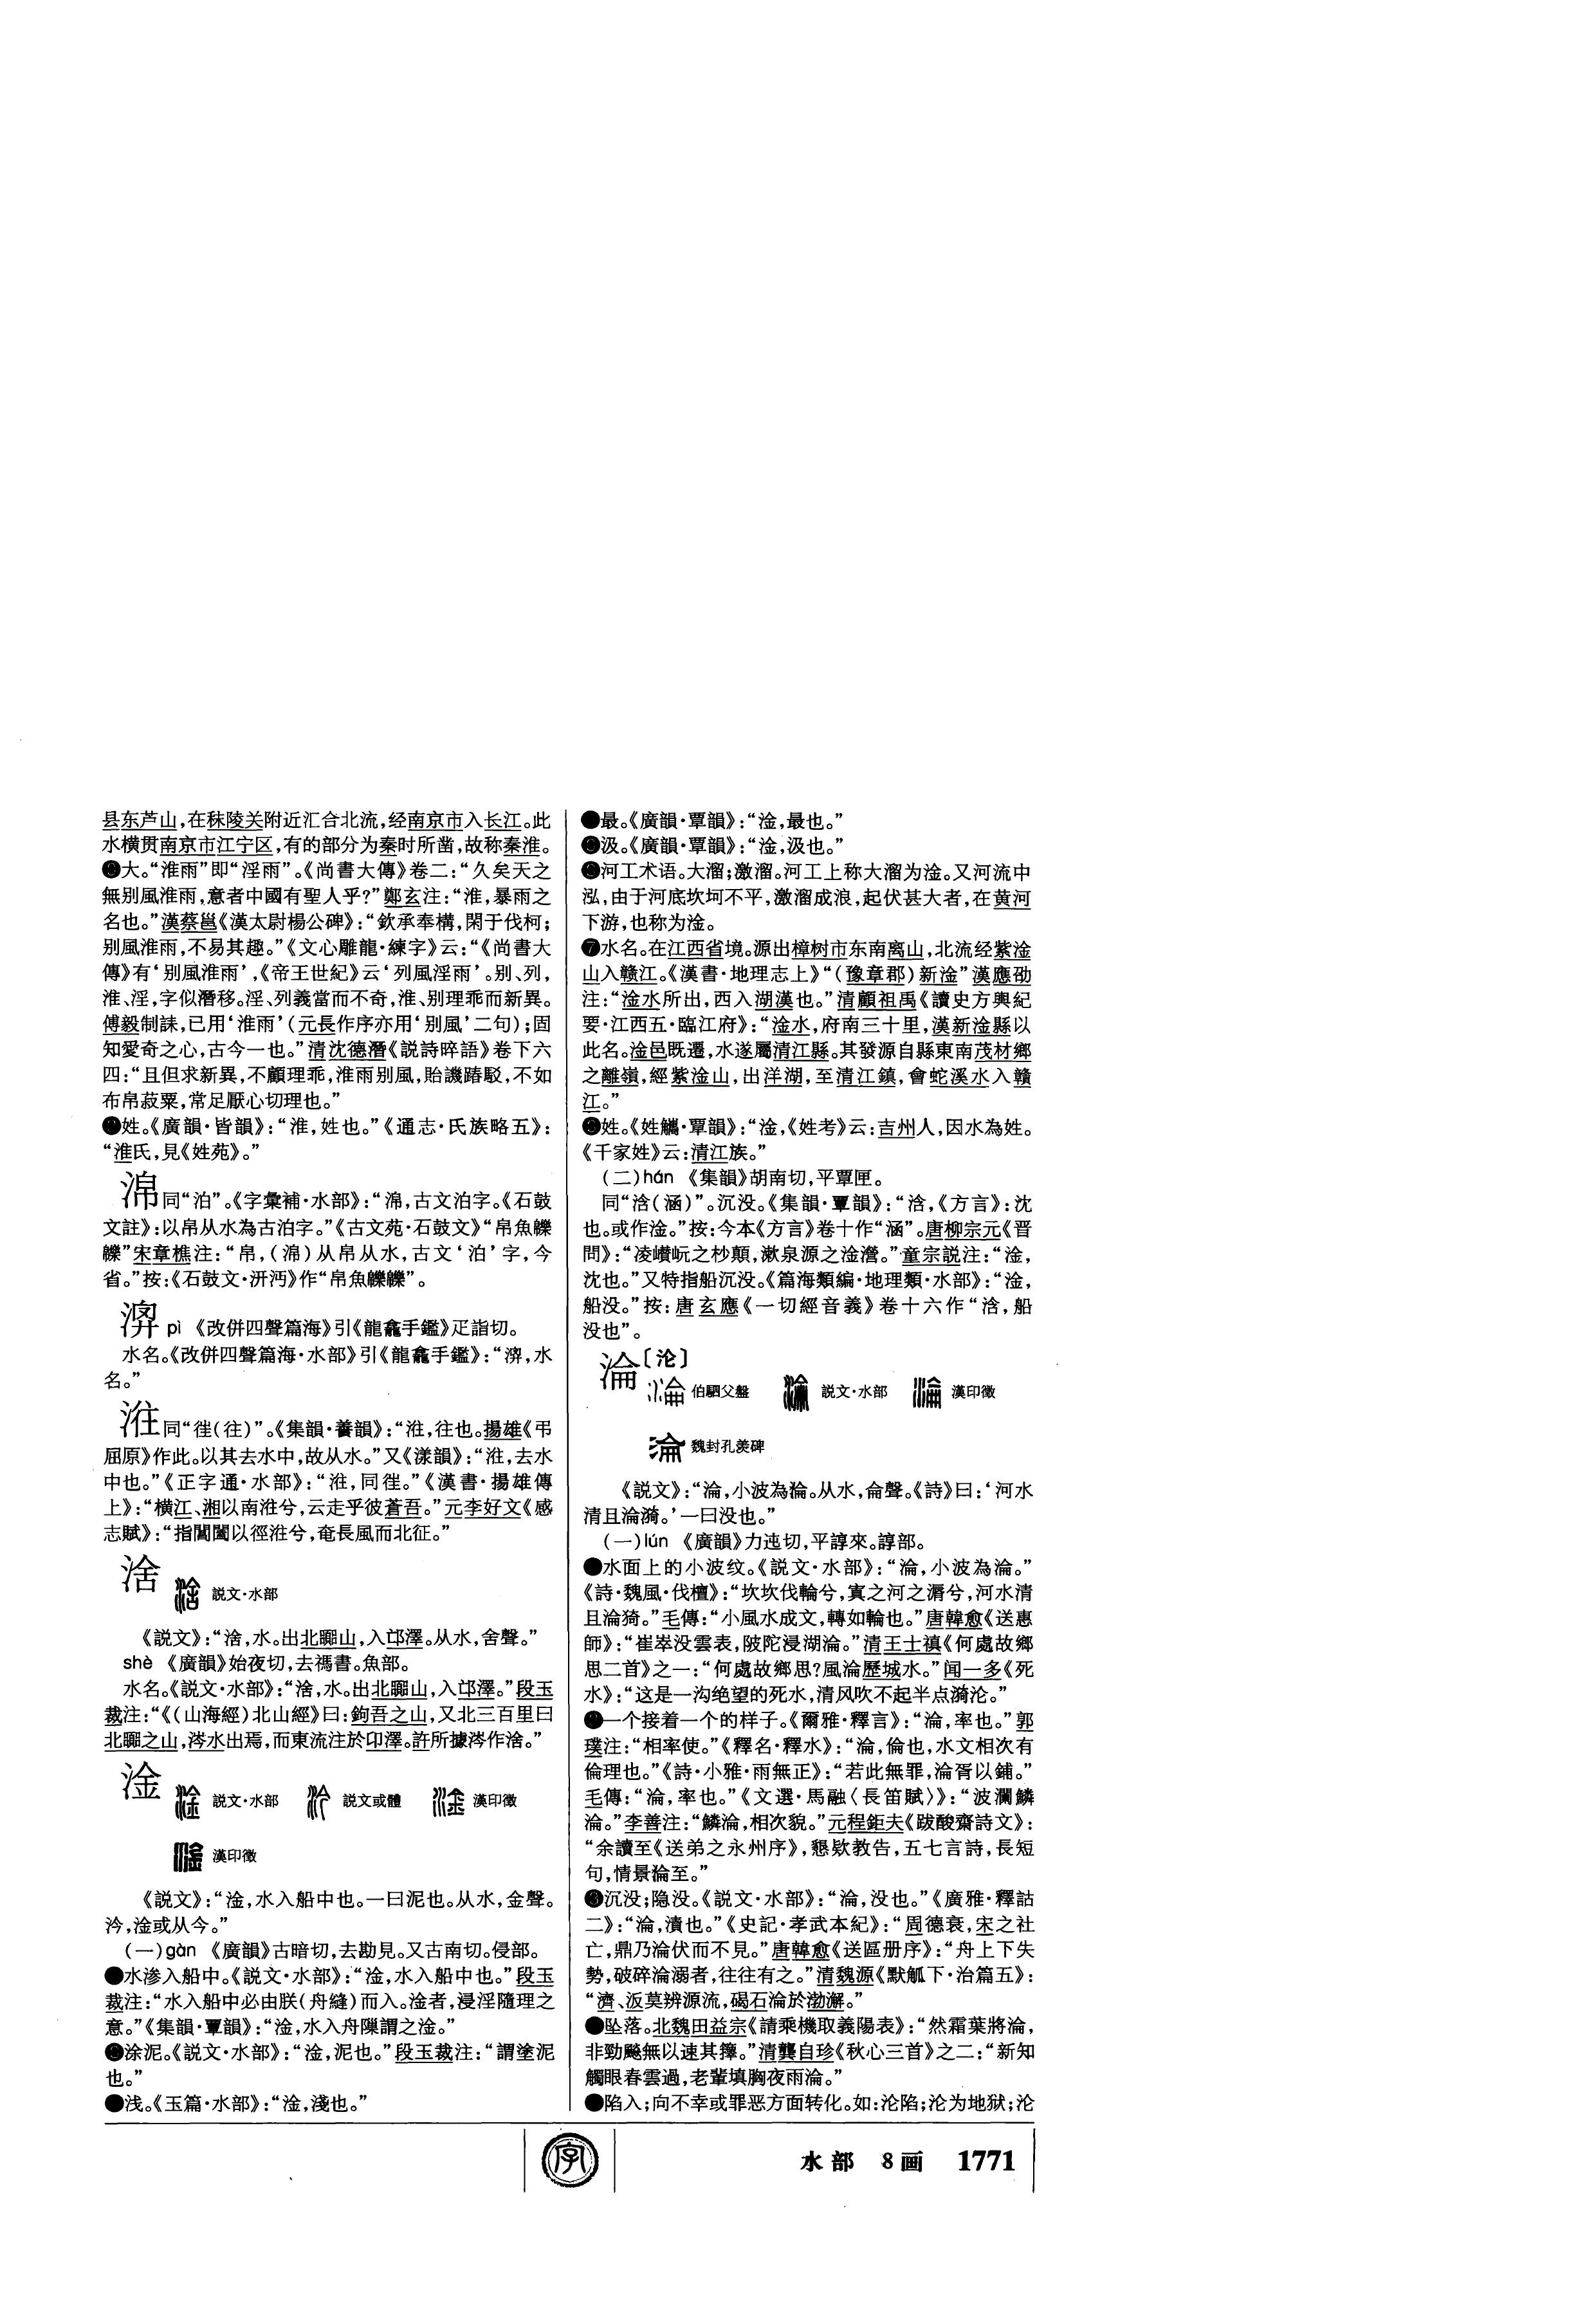 县东芦山,在秣陵关附近汇合北流,经南京市入长江。此
水横贯南京市江宁区,有的部分为秦时所凿,故称秦淮。
大。“淮雨”即“淫雨”。《尚書大傳》卷二:“久矣天之
無别風淮雨,意者中國有聖人乎?”鄭玄注:“淮,暴雨之
名也。”漢蔡邕《漢太尉楊公碑》:“欽承奉構,閑于伐柯;
别風淮雨,不易其趣。”《文心雕龍·練字》云:“《尚書大
傳》有‘别風淮雨’,《帝王世紀》云‘列風淫雨’。别、列,
淮、淫,字似潛移。淫、列義當而不奇,淮、别理乖而新異。
傅毅制誄,已用‘淮雨’(元長作序亦用‘别風’二句);固
知愛奇之心,古今一也。”清沈德潛《説詩晬語》卷下六
四:“且但求新異,不顧理乖,淮雨别風,貽譏踳駁,不如
布帛菽粟,常足厭心切理也。”
姓。《廣韻·皆韻》:“淮,姓也。”《通志·氏族略五》:
“淮氏,見《姓苑》。”
㴊同“泊”。《字彙補·水部》:“㴊,古文泊字。《石鼓
文註》:以帛从水為古泊字。”《古文苑·石鼓文》“帛魚鱳
鱳”宋章樵注:“帛,(㴊)从帛从水,古文‘泊’字,今
省。”按:《石鼓文·汧沔》作“帛魚鱳鱳”。
淠 pì 《改併四聲篇海》引《龍龕手鑑》疋詣切。
水名。《改併四聲篇海·水部》引《龍龕手鑑》:“,水
名。”
㳹同“徃(往)”。《集韻·養韻》:“㳹,往也。揚雄《弔
屈原》作此。以其去水中,故从水。”又《漾韻》:“㳹,去水
中也。”《正字通·水部》:“㳹,同徃。”《漢書·揚雄傳
上》:“横江、湘以南㳹兮,云走乎彼蒼吾。”元李好文《感
志賦》:“指閶闔以徑㳹兮,奄長風而北征。”
涻
説文·水部
《説文》:“涻,水。出北嚻山,入邙澤。从水,舍聲。”
shè 《廣韻》始夜切,去禡書。魚部。
水名。《説文·水部》:“涻,水。出北嚻山,入邙澤。”段玉
裁注:“《(山海經)北山經》曰:鉤吾之山,又北三百里曰
北嚻之山,涔水出焉,而東流注於卬澤。許所據涔作涻。”
淦
説文·水部 説文或體 漢印徵
漢印徵
《説文》:“淦,水入船中也。一曰泥也。从水,金聲。
汵,淦或从今。”
(一)gàn 《廣韻》古暗切,去勘見。又古南切。侵部。
水渗入船中。《説文·水部》:“淦,水入船中也。”段玉
裁注:“水入船中必由朕(舟縫)而入。淦者,浸淫隨理之
意。”《集韻·覃韻》:“淦,水入舟隟謂之淦。”
涂泥。《説文·水部》:“淦,泥也。”段玉裁注:“謂塗泥
也。”
浅。《玉篇·水部》:“淦,淺也。”
最。《廣韻·覃韻》:“淦,最也。”
汲。《廣韻·覃韻》:“淦,汲也。”
河工术语。大溜;激溜。河工上称大溜为淦。又河流中
泓,由于河底坎坷不平,激溜成浪,起伏甚大者,在黄河
下游,也称为淦。
❼水名。在江西省境。源出樟树市东南离山,北流经紫淦
山入赣江。《漢書·地理志上》“(豫章郡)新淦”漢應劭
注:“淦水所出,西入湖漢也。”清顧祖禹《讀史方輿紀
要·江西五·臨江府》:“淦水,府南三十里,漢新淦縣以
此名。淦邑既遷,水遂屬清江縣。其發源自縣東南茂材鄉
之離嶺,經紫淦山,出洋湖,至清江鎮,會蛇溪水入贛
江。”
姓。《姓觿·覃韻》:“淦,《姓考》云:吉州人,因水為姓。
《千家姓》云:清江族。”
(二)hán 《集韻》胡南切,平覃匣。
同“浛(涵)”。沉没。《集韻·覃韻》:“浛,《方言》:沈
也。或作淦。”按:今本《方言》卷十作“涵”。唐柳宗元《晋
問》:“凌巑岏之杪顛,漱泉源之淦瀯。”童宗説注:“淦,
沈也。”又特指船沉没。《篇海類編·地理類·水部》:“淦,
船没。”按:唐玄應《一切經音義》卷十六作“浛,船
没也”。
淪〔沦〕
伯駟父盤 説文·水部 漢印徵
魏封孔羡碑
《説文》:“淪,小波為淪。从水,侖聲。《詩》曰:‘河水
清且淪漪。’一曰没也。”
(一)lún 《廣韻》力迍切,平諄來。諄部。
水面上的小波纹。《説文·水部》:“淪,小波為淪。”
《詩·魏風·伐檀》:“坎坎伐輪兮,寘之河之漘兮,河水清
且淪猗。”毛傳:“小風水成文,轉如輪也。”唐韓愈《送惠
師》:“崔崒没雲表,陂陀浸湖淪。”清王士禛《何處故鄉
思二首》之一:“何處故鄉思?風淪歷城水。”闻一多《死
水》:“这是一沟绝望的死水,清风吹不起半点漪沦。”
一个接着一个的样子。《爾雅·釋言》:“淪,率也。”郭
璞注:“相率使。”《釋名·釋水》:“淪,倫也,水文相次有
倫理也。”《詩·小雅·雨無正》:“若此無罪,淪胥以鋪。”
毛傳:“淪,率也。”《文選·馬融〈長笛賦〉》:“波瀾鱗
淪。”李善注:“鱗淪,相次貌。”元程鉅夫《跋酸齋詩文》:
“余讀至《送弟之永州序》,懇欵教告,五七言詩,長短
句,情景淪至。”
❸沉没;隐没。《説文·水部》:“淪,没也。”《廣雅·釋詁
二》:“淪,漬也。”《史記·孝武本紀》:“周德衰,宋之社
亡,鼎乃淪伏而不見。”唐韓愈《送區册序》:“舟上下失
勢,破碎淪溺者,往往有之。”清魏源《默觚下·治篇五》:
“濟、汳莫辨源流,碣石淪於渤澥。”
坠落。北魏田益宗《請乘機取義陽表》:“然霜葉將淪,
非勁飈無以速其籜。”清龔自珍《秋心三首》之二:“新知
觸眼春雲過,老輩填胸夜雨淪。”
陷入;向不幸或罪恶方面转化。如:沦陷;沦为地狱;沦
字
水部 8画 1771